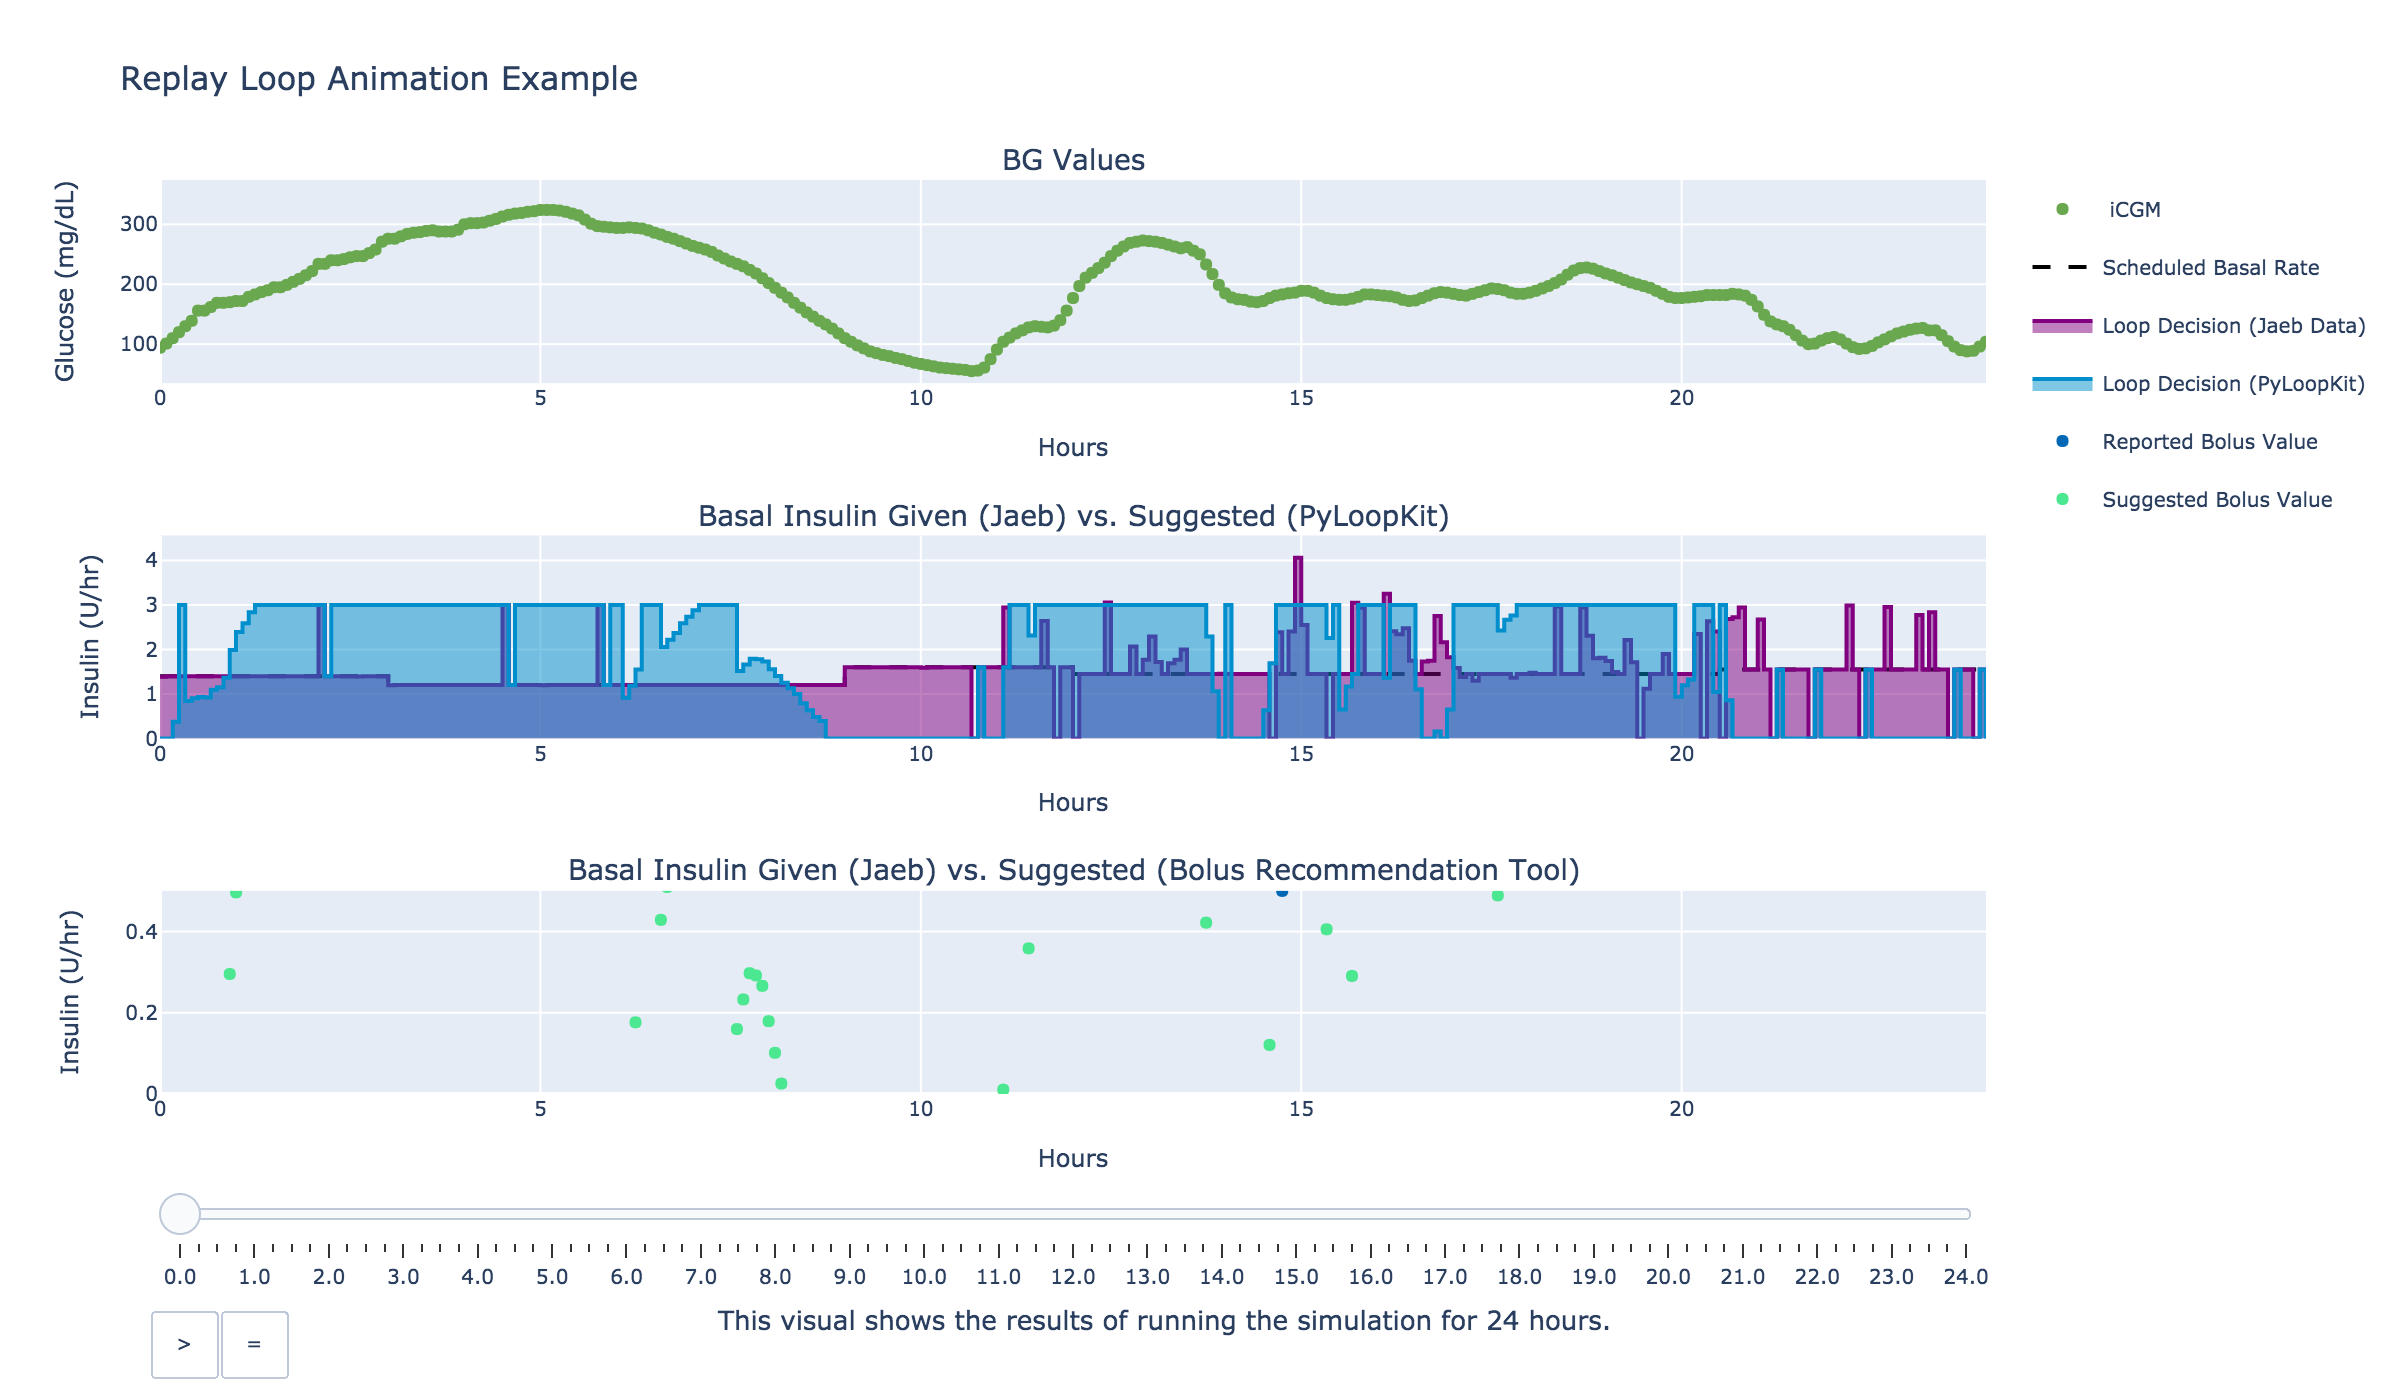 Replay Loop Animation Example
BG Values
Glucose (mg/dL)
300
200
100
0 5 10 15 20
Hours
iCGM
Scheduled Basal Rate
Loop Decision (Jaeb Data)
Loop Decision (PyLoopKit)
Reported Bolus Value
Suggested Bolus Value
Basal Insulin Given (Jaeb) vs. Suggested (PyLoopKit)
Insulin (U/hr)
4
3
2
1
0
0 5 10 15 20
Hours
Basal Insulin Given (Jaeb) vs. Suggested (Bolus Recommendation Tool)
Insulin (U/hr)
0.4
0.2
0
0 5 10 15 20
Hours
0.0 1.0 2.0 3.0 4.0 5.0 6.0 7.0 8.0 9.0 10.0 11.0 12.0 13.0 14.0 15.0 16.0 17.0 18.0 19.0 20.0 21.0 22.0 23.0 24.0
This visual shows the results of running the simulation for 24 hours.
> =